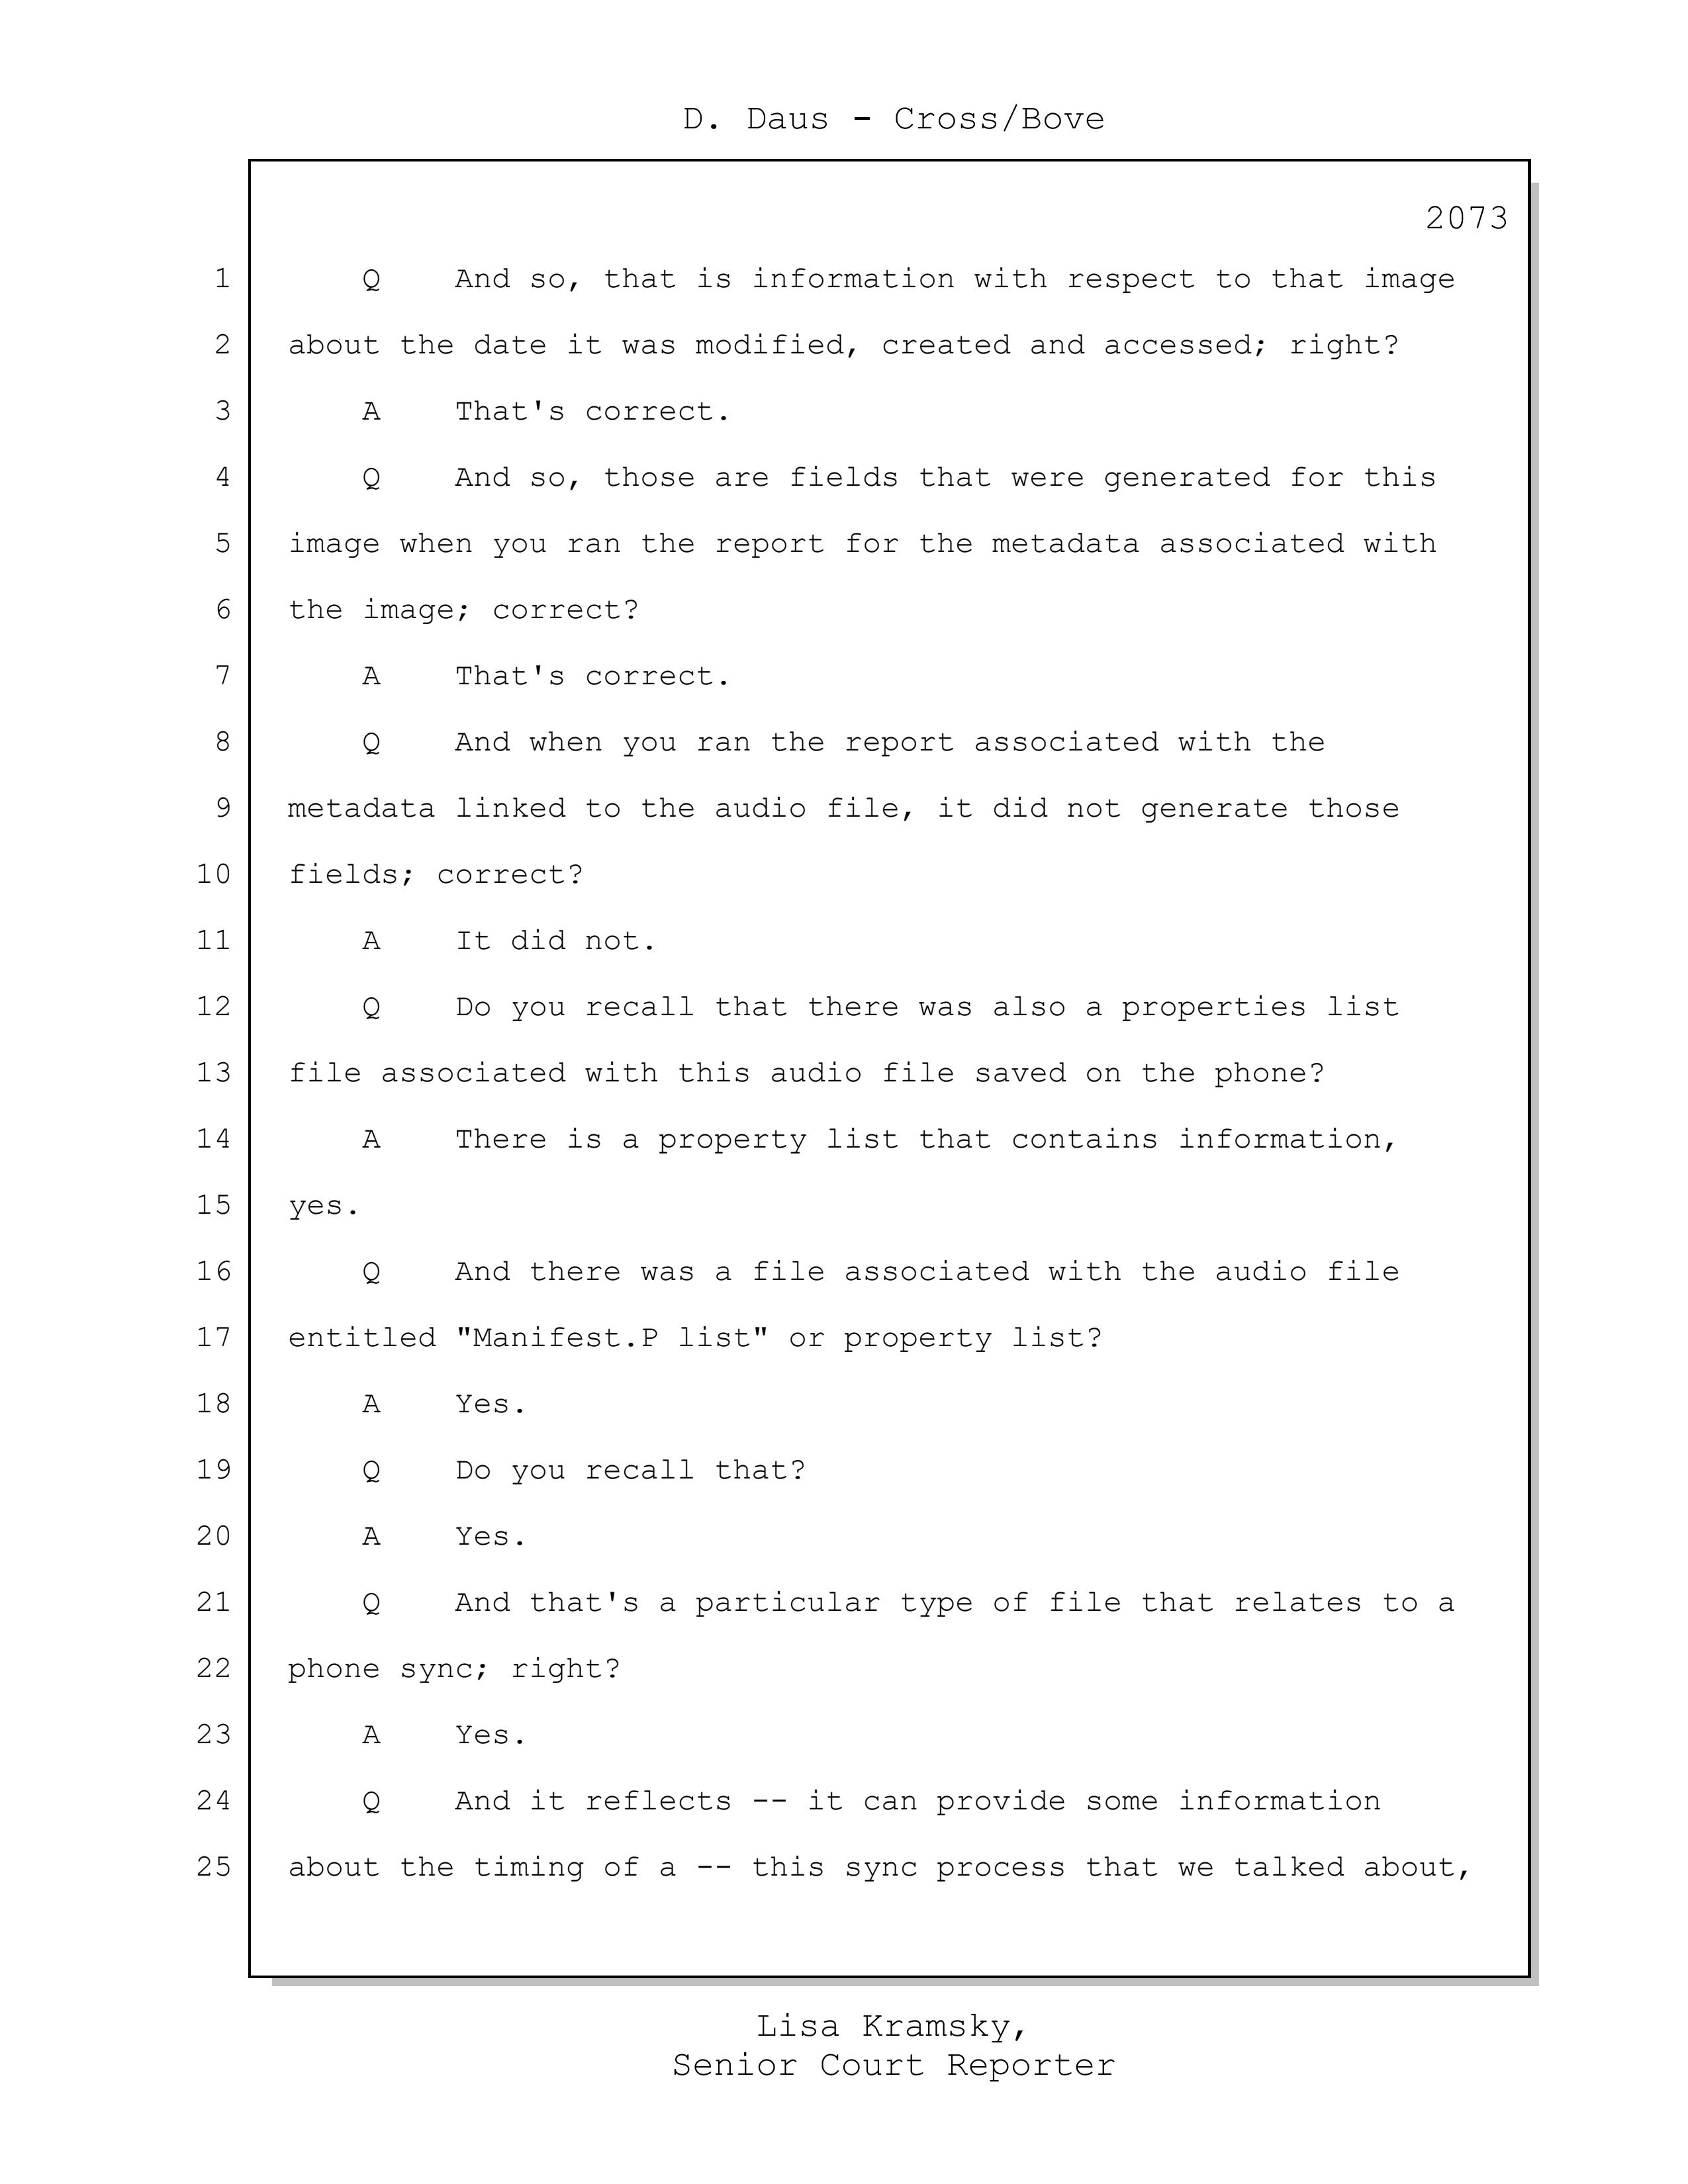 D. Daus - Cross/Bove
2073
1 Q And so, that is information with respect to that image
2 about the date it was modified, created and accessed; right?
3 A That's correct.
4 Q And so, those are fields that were generated for this
5 image when you ran the report for the metadata associated with
6 the image; correct?
7 A That's correct.
8 Q And when you ran the report associated with the
9 metadata linked to the audio file, it did not generate those
10 fields; correct?
11 A It did not.
12 Q Do you recall that there was also a properties list
13 file associated with this audio file saved on the phone?
14 A There is a property list that contains information,
15 yes.
16 Q And there was a file associated with the audio file
17 entitled "Manifest.P list" or property list?
18 A Yes.
19 Q Do you recall that?
20 A Yes.
21 Q And that's a particular type of file that relates to a
22 phone sync; right?
23 A Yes.
24 Q And it reflects -- it can provide some information
25 about the timing of a -- this sync process that we talked about,
Lisa Kramsky,
Senior Court Reporter